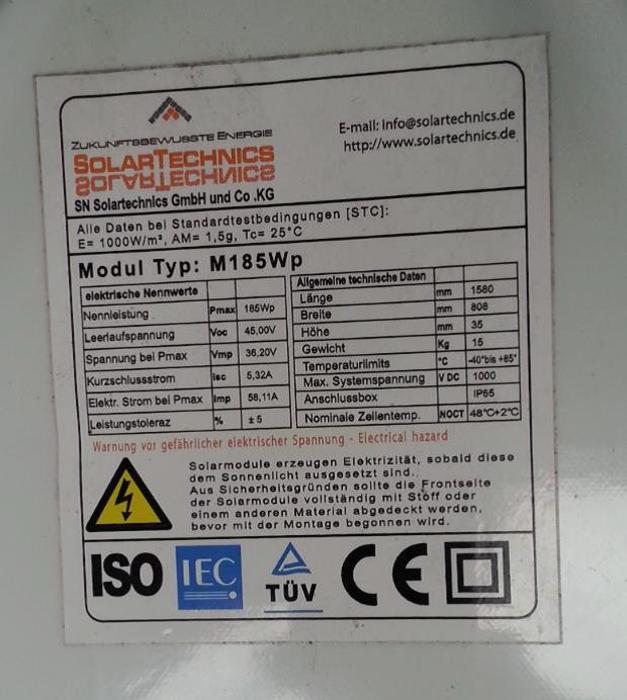 ZUKUNFTSBEWUSSTE ENERGIE
SOLARTECHNICS
SN Solartechnics GmbH und Co .KG
E-mail: Info@solartechnics.de
http://www.solartechnics.de
Alle Daten bei Standardtestbedingungen [STC]:
E= 1000W/m², AM= 1,5g, Tc= 25°C
Modul Typ: M185Wp
elektrische Nennwerte
Nennleistung Pmax 185Wp
Leerlaufspannung Voc 45,00V
Spannung bei Pmax Vmp 36,20V
Kurzschlussstrom Isc 5,32A
Elektr. Strom bei Pmax Imp 58,11A
Leistungstoleraz % ±5
Allgemeine technische Daten
Länge mm 1580
Breite mm 808
Höhe mm 35
Gewicht Kg 15
Temperaturlimits °C -40°bis +85°
Max. Systemspannung V DC 1000
Anschlussbox IP65
Nominale Zellentemp. NOCT 48°C+2°C
Warnung vor gefährlicher elektrischer Spannung - Electrical hazard
Solarmodule erzeugen Elektrizität, sobald diese
dem Sonnenlicht ausgesetzt sind.
Aus Sicherheitsgründen sollte die Frontseite
der Solarmodule vollständig mit Stoff oder
einem anderen Material abgedeckt werden,
bevor mit der Montage begonnen wird.
ISO IEC TÜV CE